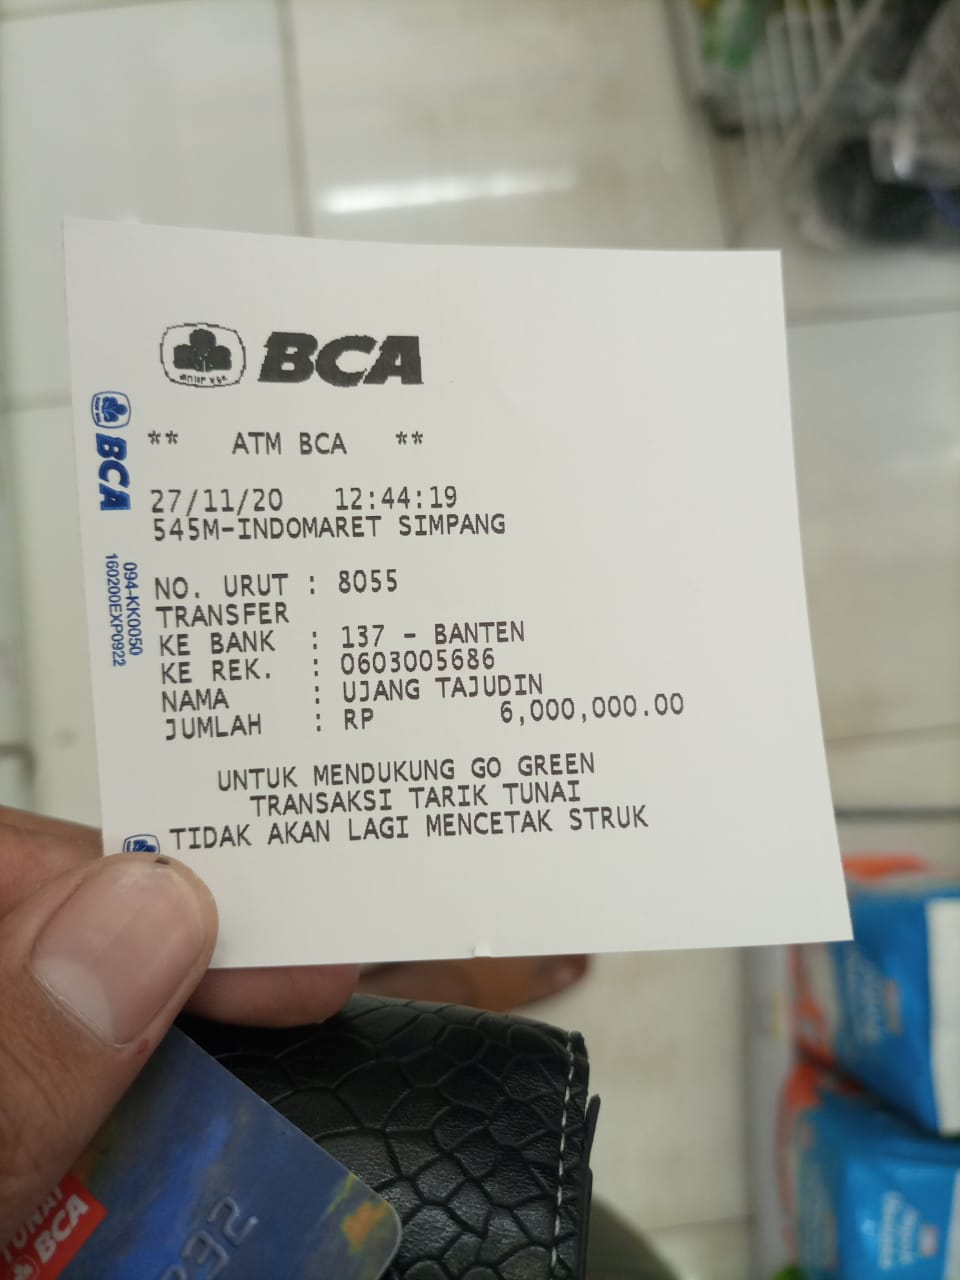 BCA
** ATM BCA **
27/11/20 12:44:19
545M-INDOMARET SIMPANG
NO. URUT : 8055
TRANSFER
KE BANK : 137 - BANTEN
KE REK. : 0603005686
NAMA : UJANG TAJUDIN
JUMLAH : RP 6,000,000.00
UNTUK MENDUKUNG GO GREEN
TRANSAKSI TARIK TUNAI
TIDAK AKAN LAGI MENCETAK STRUK
BCA
094-KK0050
160200EXP0922
TUNAI
BCA